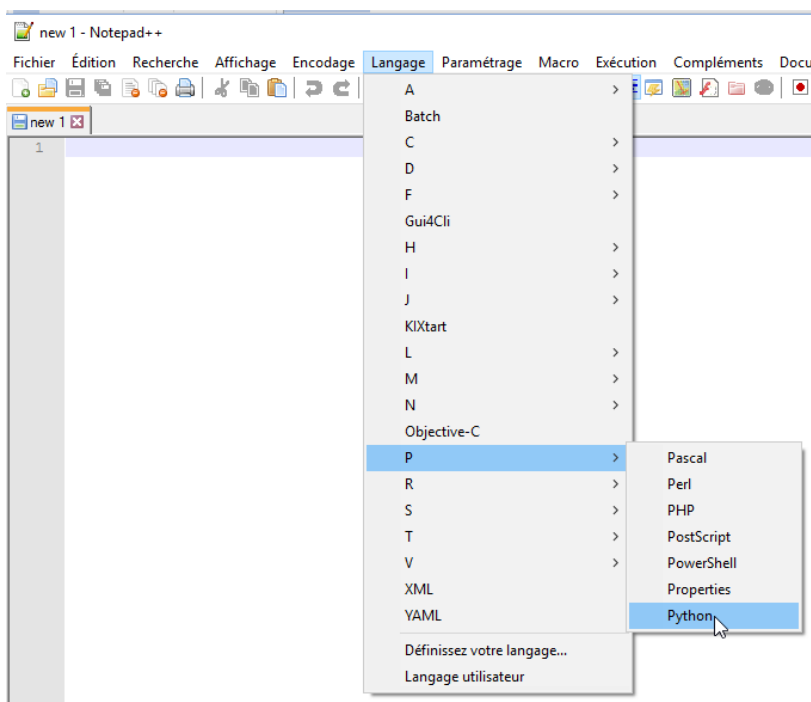 new 1 - Notepad++
Fichier Édition Recherche Affichage Encodage Langage Paramétrage Macro Exécution Compléments Docu
new 1
1
A
Batch
C
D
F
Gui4Cli
H
I
J
KIXtart
L
M
N
Objective-C
P
R
S
T
V
XML
YAML
Définissez votre langage...
Langage utilisateur
Pascal
Perl
PHP
PostScript
PowerShell
Properties
Python